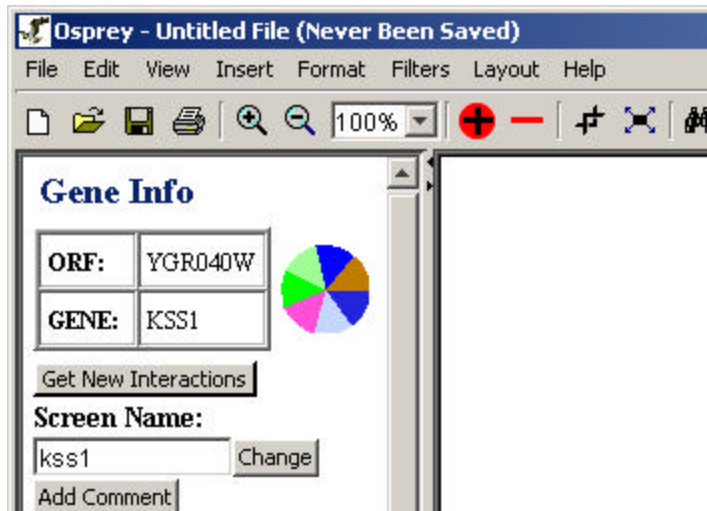 Osprey - Untitled File (Never Been Saved)
File Edit View Insert Format Filters Layout Help
100%
Gene Info
ORF: YGR040W
GENE: KSS1
Get New Interactions
Screen Name:
kss1 Change
Add Comment